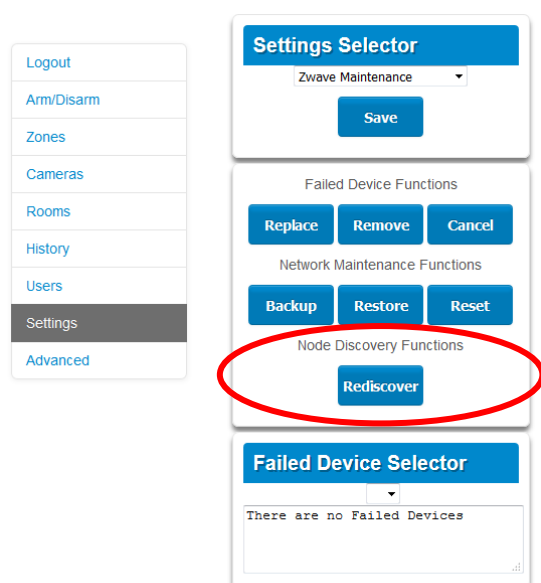 Logout
Arm/Disarm
Zones
Cameras
Rooms
History
Users
Settings
Advanced
Settings Selector
Zwave Maintenance
Save
Failed Device Functions
Replace Remove Cancel
Network Maintenance Functions
Backup Restore Reset
Node Discovery Functions
Rediscover
Failed Device Selector
There are no Failed Devices